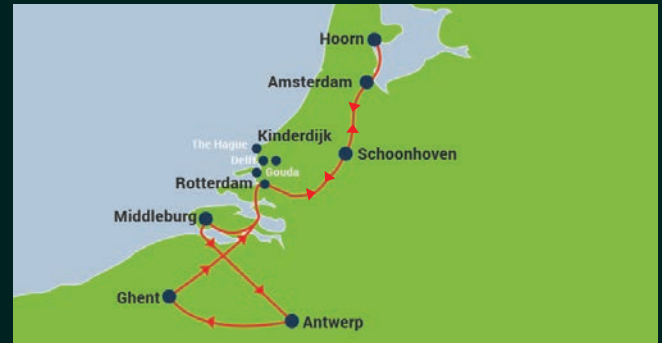 Hoorn
Amsterdam
Kinderdijk
The Hague
Schoonhoven
Delft
Gouda
Rotterdam
Middleburg
Ghent
Antwerp